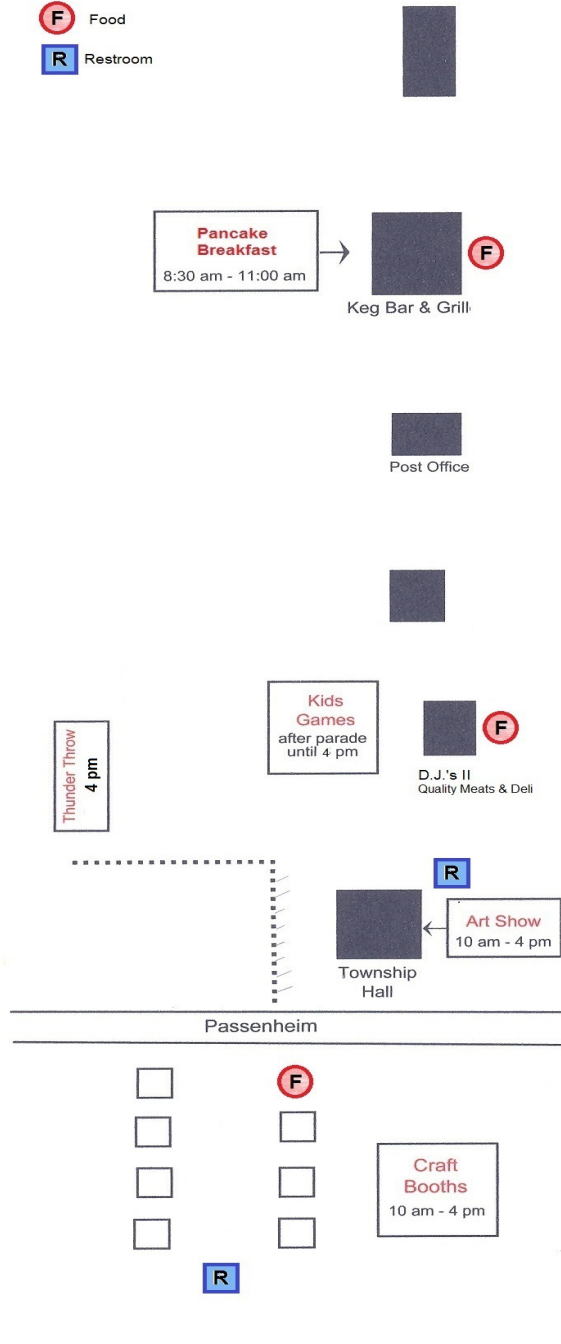 F Food
R Restroom
Pancake
Breakfast
8:30 am - 11:00 am
F
Keg Bar & Grill
Post Office
Kids
Games
after parade
until 4 pm
F
Thunder Throw
4 pm
D.J.'s II
Quality Meats & Deli
R
Art Show
10 am - 4 pm
Township
Hall
Passenheim
F
Craft
Booths
10 am - 4 pm
R